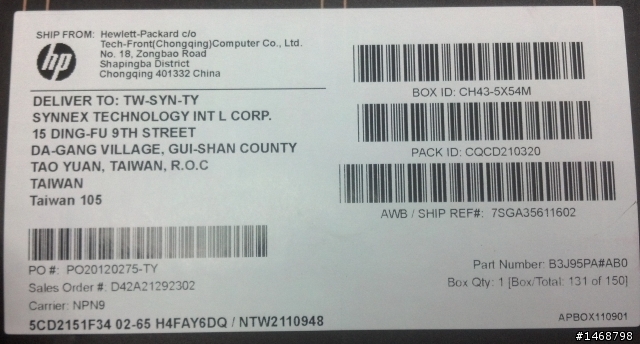 SHIP FROM: Hewlett-Packard c/o
Tech-Front(Chongqing)Computer Co., Ltd.
No. 18, Zongbao Road
Shapingba District
Chongqing 401332 China
hp
DELIVER TO: TW-SYN-TY
SYNNEX TECHNOLOGY INT L CORP.
15 DING-FU 9TH STREET
DA-GANG VILLAGE, GUI-SHAN COUNTY
TAO YUAN, TAIWAN, R.O.C
TAIWAN
Taiwan 105
BOX ID: CH43-5X54M
PACK ID: CQCD210320
AWB / SHIP REF#: 7SGA35611602
PO #: PO20120275-TY
Sales Order #: D42A21292302
Carrier: NPN9
5CD2151F34 02-65 H4FAY6DQ / NTW2110948
Part Number: B3J95PA#AB0
Box Qty: 1 [Box/Total: 131 of 150]
APBOX110901
#1468798